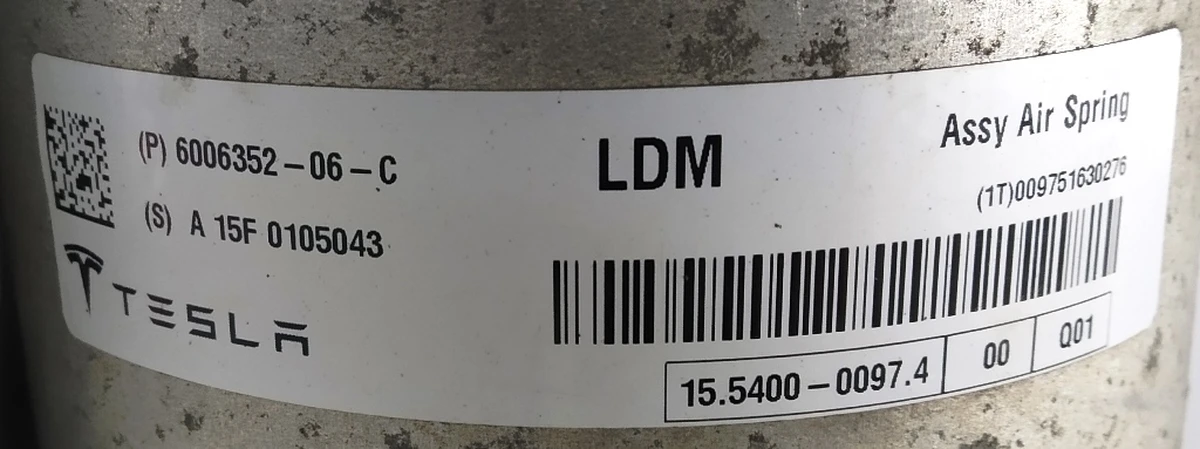 (P) 6006352-06-C
(S) A 15F 0105043
TESLA
LDM
Assy Air Spring
(1T)009751630276
15.5400-0097.4 00 Q01